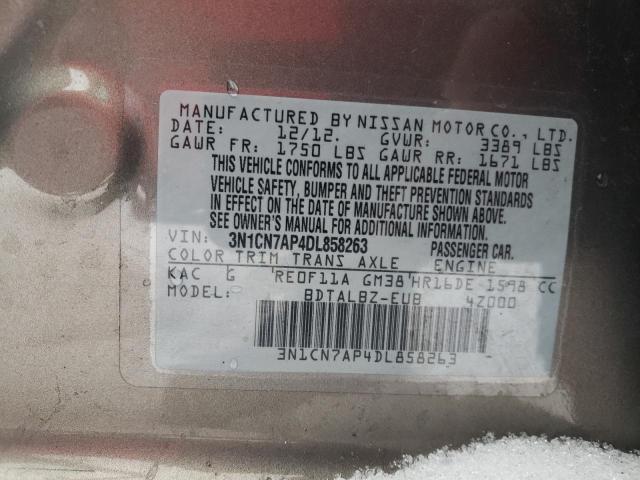 MANUFACTURED BY NISSAN MOTOR CO., LTD.
DATE: 12/12. GVWR: 3389 LBS
GAWR FR: 1750 LBS GAWR RR: 1671 LBS
THIS VEHICLE CONFORMS TO ALL APPLICABLE FEDERAL MOTOR
VEHICLE SAFETY, BUMPER AND THEFT PREVENTION STANDARDS
IN EFFECT ON THE DATE OF MANUFACTURE SHOWN ABOVE.
SEE OWNER'S MANUAL FOR ADDITIONAL INFORMATION.
VIN: 3N1CN7AP4DL858263 PASSENGER CAR.
COLOR TRIM TRANS AXLE ENGINE
KAC G RE0F11A GM38 HR16DE 1598 CC
MODEL: BDTALBZ-EUB 4Z000
3N1CN7AP4DL858263